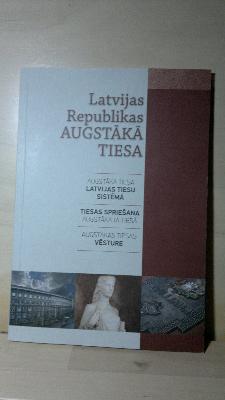 Latvijas
Republikas
AUGSTĀKĀ
TIESA
AUGSTĀKĀ TIESA
LATVIJAS TIESU
SISTĒMĀ
TIESAS SPRIEŠANA
AUGSTĀKAJĀ TIESĀ
AUGSTĀKĀS TIESAS
VĒSTURE